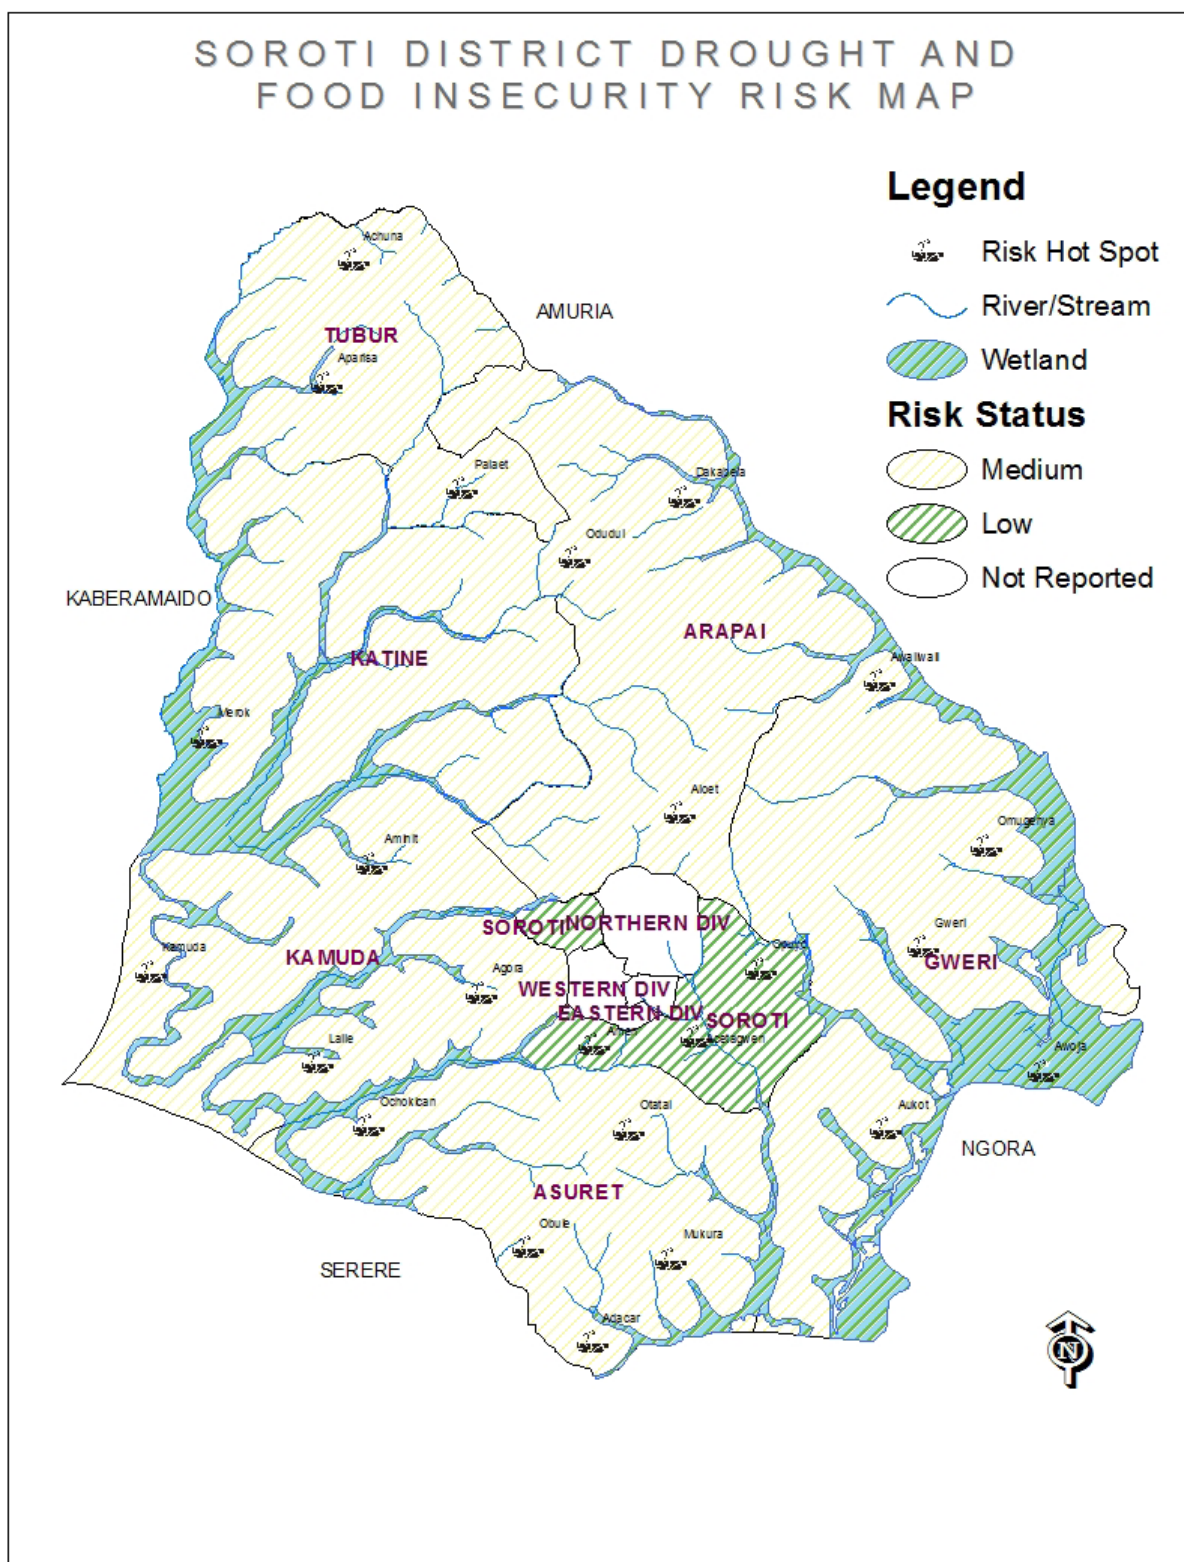 SOROTI DISTRICT DROUGHT AND
FOOD INSECURITY RISK MAP
Legend
Risk Hot Spot
River/Stream
Wetland
Risk Status
Medium
Low
Not Reported
Achuna
AMURIA
TUBUR
Aparisa
Palaet
Dakabela
Odudui
KABERAMAIDO
ARAPAI
KATINE
Awaliwali
Merok
Aloet
Omugenya
Aminit
SOROTI
NORTHERN DIV
Gweri
Kamuda
KAMUDA
Agora
GWERI
WESTERN DIV
EASTERN DIV
SOROTI
Lalle
Awoja
Ochokican
Otatai
Aukot
NGORA
ASURET
Obule
Mukura
SERERE
Adacar
N